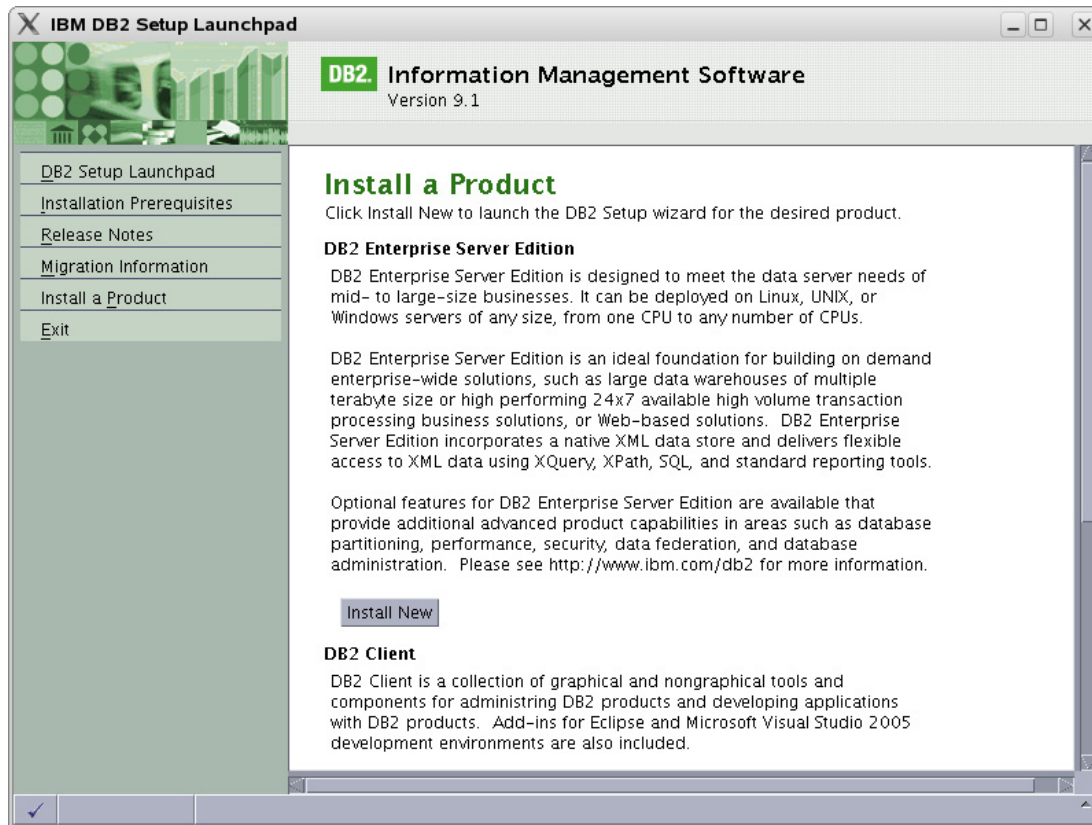 IBM DB2 Setup Launchpad
DB2.
Information Management Software
Version 9.1
DB2 Setup Launchpad
Installation Prerequisites
Release Notes
Migration Information
Install a Product
Exit
Install a Product
Click Install New to launch the DB2 Setup wizard for the desired product.
DB2 Enterprise Server Edition
DB2 Enterprise Server Edition is designed to meet the data server needs of
mid- to large-size businesses. It can be deployed on Linux, UNIX, or
Windows servers of any size, from one CPU to any number of CPUs.
DB2 Enterprise Server Edition is an ideal foundation for building on demand
enterprise-wide solutions, such as large data warehouses of multiple
terabyte size or high performing 24x7 available high volume transaction
processing business solutions, or Web-based solutions.  DB2 Enterprise
Server Edition incorporates a native XML data store and delivers flexible
access to XML data using XQuery, XPath, SQL, and standard reporting tools.
Optional features for DB2 Enterprise Server Edition are available that
provide additional advanced product capabilities in areas such as database
partitioning, performance, security, data federation, and database
administration.  Please see http://www.ibm.com/db2 for more information.
Install New
DB2 Client
DB2 Client is a collection of graphical and nongraphical tools and
components for administring DB2 products and developing applications
with DB2 products.  Add-ins for Eclipse and Microsoft Visual Studio 2005
development environments are also included.